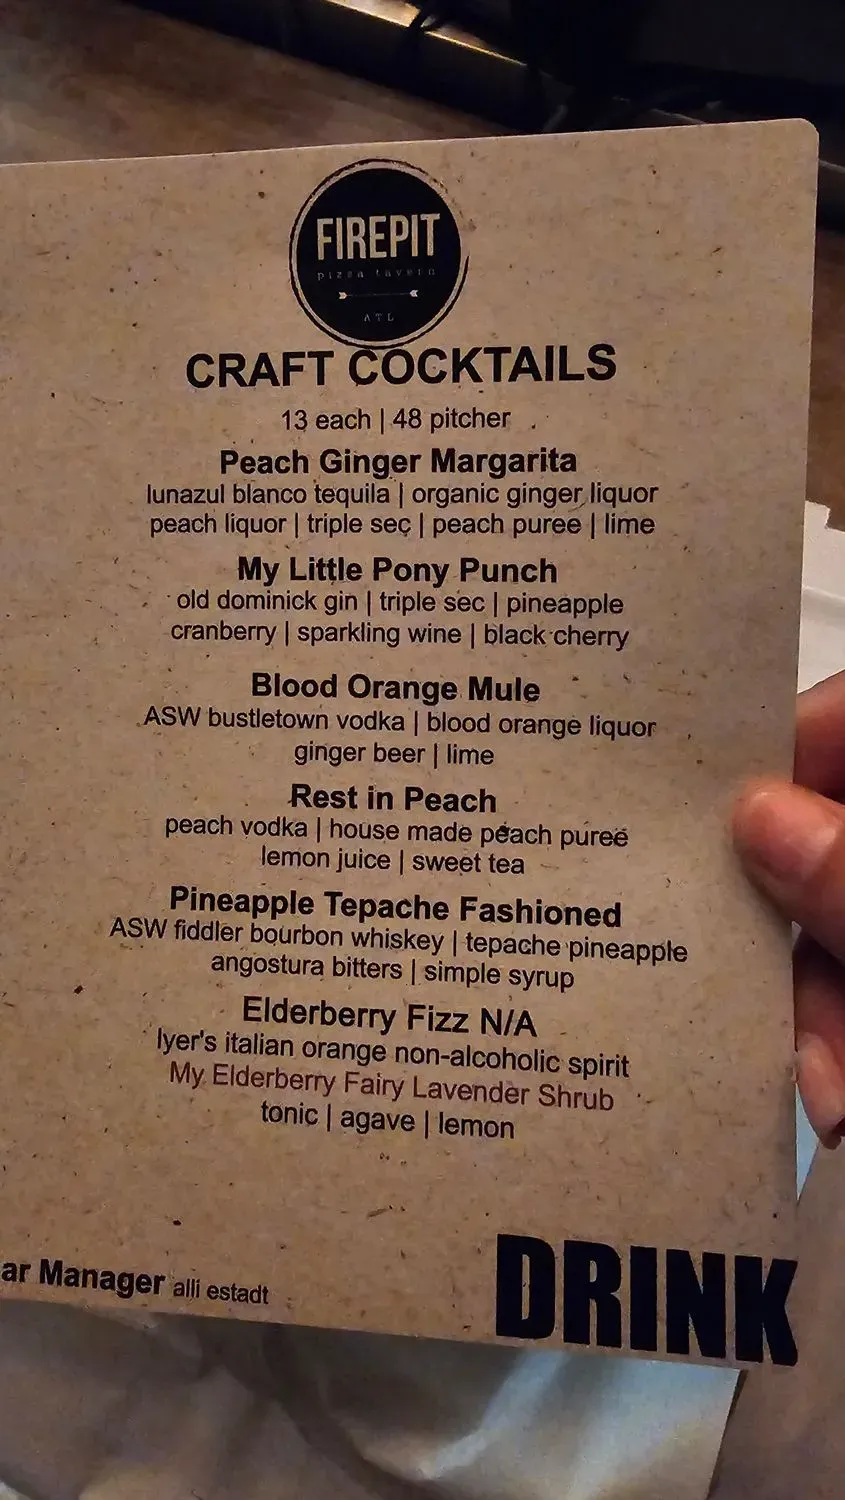 FIREPIT
pizza tavern
ATL
CRAFT COCKTAILS
13 each | 48 pitcher
Peach Ginger Margarita
lunazul blanco tequila | organic ginger liquor
peach liquor | triple sec | peach puree | lime
My Little Pony Punch
old dominick gin | triple sec | pineapple
cranberry | sparkling wine | black cherry
Blood Orange Mule
ASW bustletown vodka | blood orange liquor
ginger beer | lime
Rest in Peach
peach vodka | house made peach puree
lemon juice | sweet tea
Pineapple Tepache Fashioned
ASW fiddler bourbon whiskey | tepache pineapple
angostura bitters | simple syrup
Elderberry Fizz N/A
lyer's italian orange non-alcoholic spirit
My Elderberry Fairy Lavender Shrub
tonic | agave | lemon
ar Manager alli estadt
DRINK